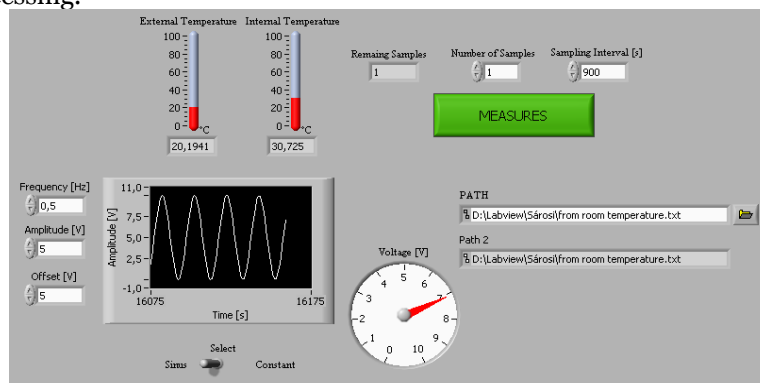 cessing.
External Temperature Internal Temperature
100 100
80 80
60 60
40 40
20 20
0 °C 0 °C
20,1941 30,725
Remaing Samples Number of Samples Sampling Interval [s]
1 1 900
MEASURES
Frequency [Hz]
0,5
Amplitude [V]
5
Offset [V]
5
Amplitude [V]
11,0
7,5
5,0
2,5
-1,0
16075 16175
Time [s]
Select
Sinus Constant
Voltage [V]
0 1 2 3 4 5 6 7 8 9 10
PATH
D:\Labview\Sárosi\from room temperature.txt
Path 2
D:\Labview\Sárosi\from room temperature.txt